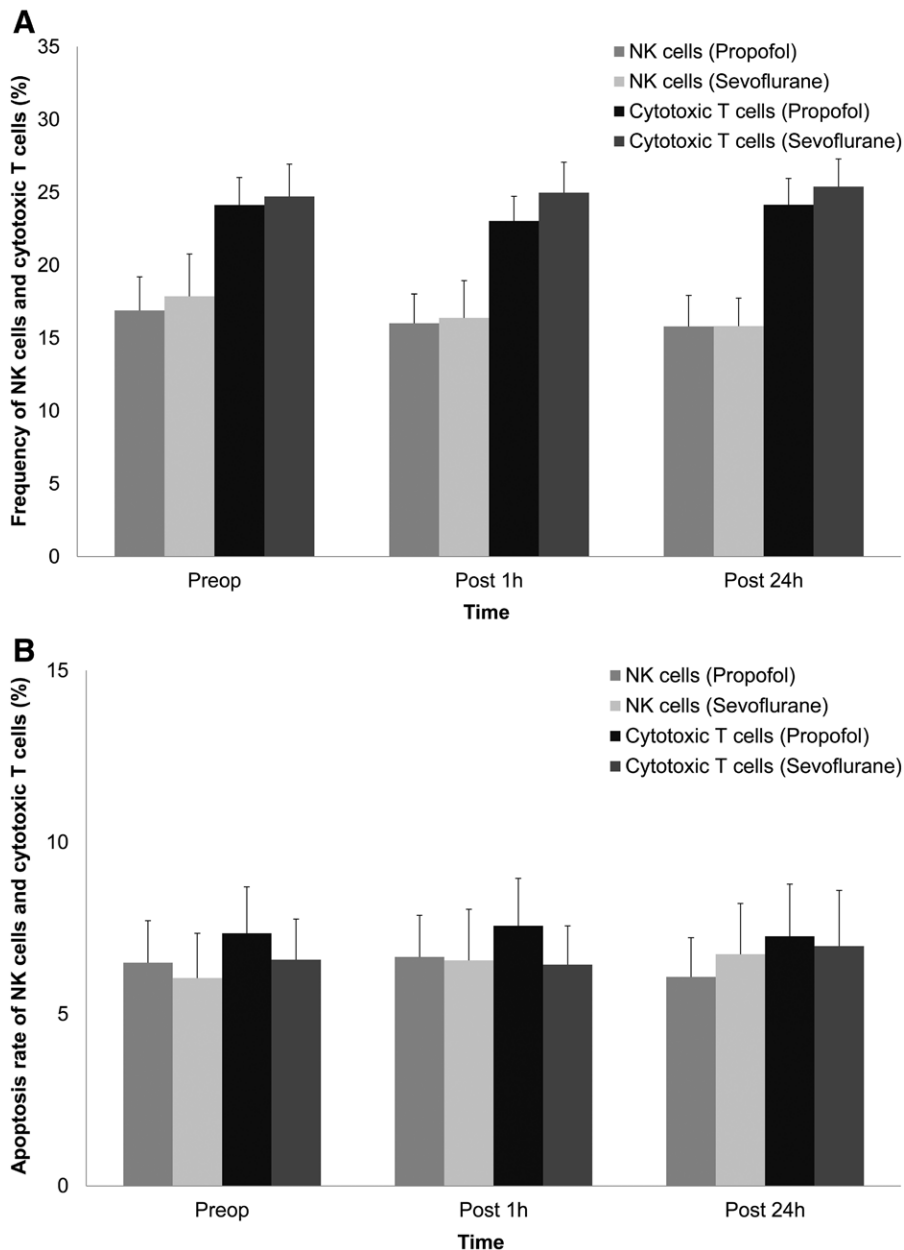 A
Frequency of NK cells and cytotoxic T cells (%)
35
30
25
20
15
10
5
0
NK cells (Propofol)
NK cells (Sevoflurane)
Cytotoxic T cells (Propofol)
Cytotoxic T cells (Sevoflurane)
Preop
Post 1h
Post 24h
Time
B
Apoptosis rate of NK cells and cytotoxic T cells (%)
15
10
5
0
NK cells (Propofol)
NK cells (Sevoflurane)
Cytotoxic T cells (Propofol)
Cytotoxic T cells (Sevoflurane)
Preop
Post 1h
Post 24h
Time